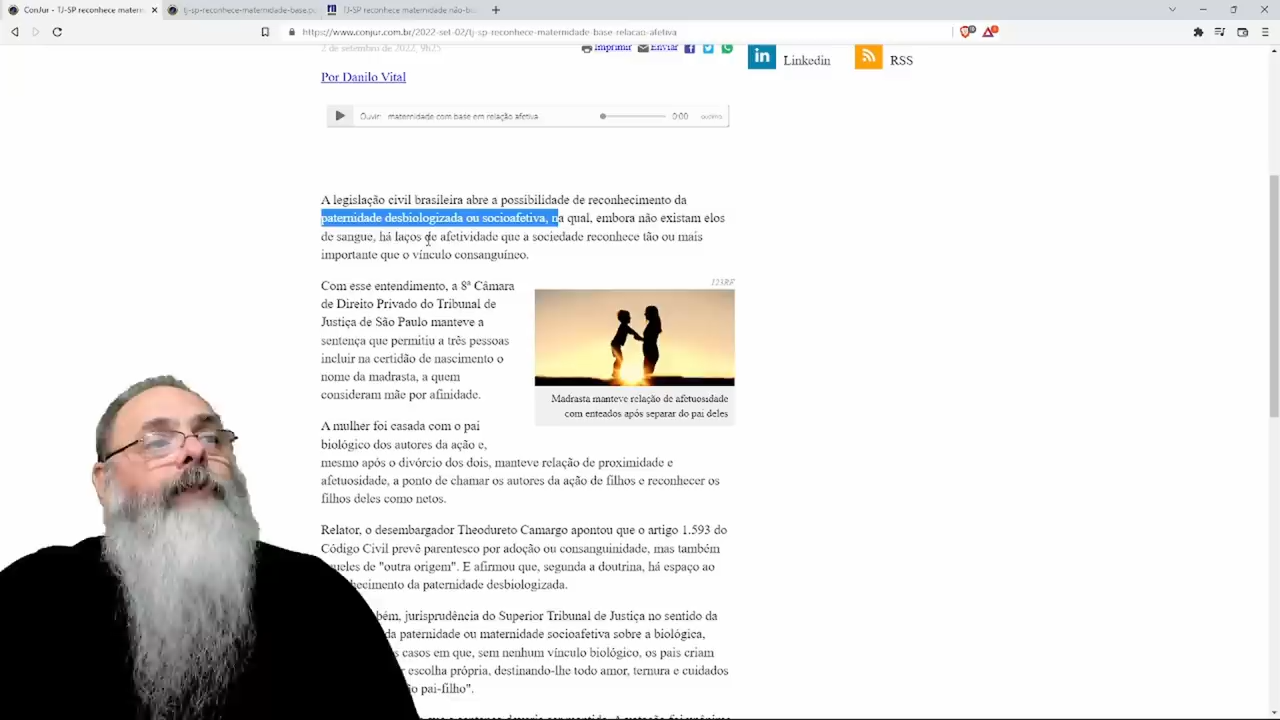 ConJur - TJ-SP reconhece matern
tj-sp-reconhece-maternidade-base.p
TJ-SP reconhece maternidade não-bi
https://www.conjur.com.br/2022-set-02/tj-sp-reconhece-maternidade-base-relacao-afetiva
2 de setembro de 2022, 9h25
Imprimir
Enviar
in
Linkedin
RSS
Por Danilo Vital
Ouvir: maternidade com base em relação afetiva
0:00
A legislação civil brasileira abre a possibilidade de reconhecimento da
paternidade desbiologizada ou socioafetiva, na qual, embora não existam elos
de sangue, há laços de afetividade que a sociedade reconhece tão ou mais
importante que o vínculo consanguíneo.
123RF
Com esse entendimento, a 8ª Câmara
de Direito Privado do Tribunal de
Justiça de São Paulo manteve a
sentença que permitiu a três pessoas
incluir na certidão de nascimento o
nome da madrasta, a quem
consideram mãe por afinidade.
Madrasta manteve relação de afetuosidade
com enteados após separar do pai deles
A mulher foi casada com o pai
biológico dos autores da ação e,
mesmo após o divórcio dos dois, manteve relação de proximidade e
afetuosidade, a ponto de chamar os autores da ação de filhos e reconhecer os
filhos deles como netos.
Relator, o desembargador Theodureto Camargo apontou que o artigo 1.593 do
Código Civil prevê parentesco por adoção ou consanguinidade, mas também
queles de "outra origem". E afirmou que, segunda a doutrina, há espaço ao
hecimento da paternidade desbiologizada.
bém, jurisprudência do Superior Tribunal de Justiça no sentido da
da paternidade ou maternidade socioafetiva sobre a biológica,
s casos em que, sem nenhum vínculo biológico, os pais criam
r escolha própria, destinando-lhe todo amor, ternura e cuidados
o pai-filho".